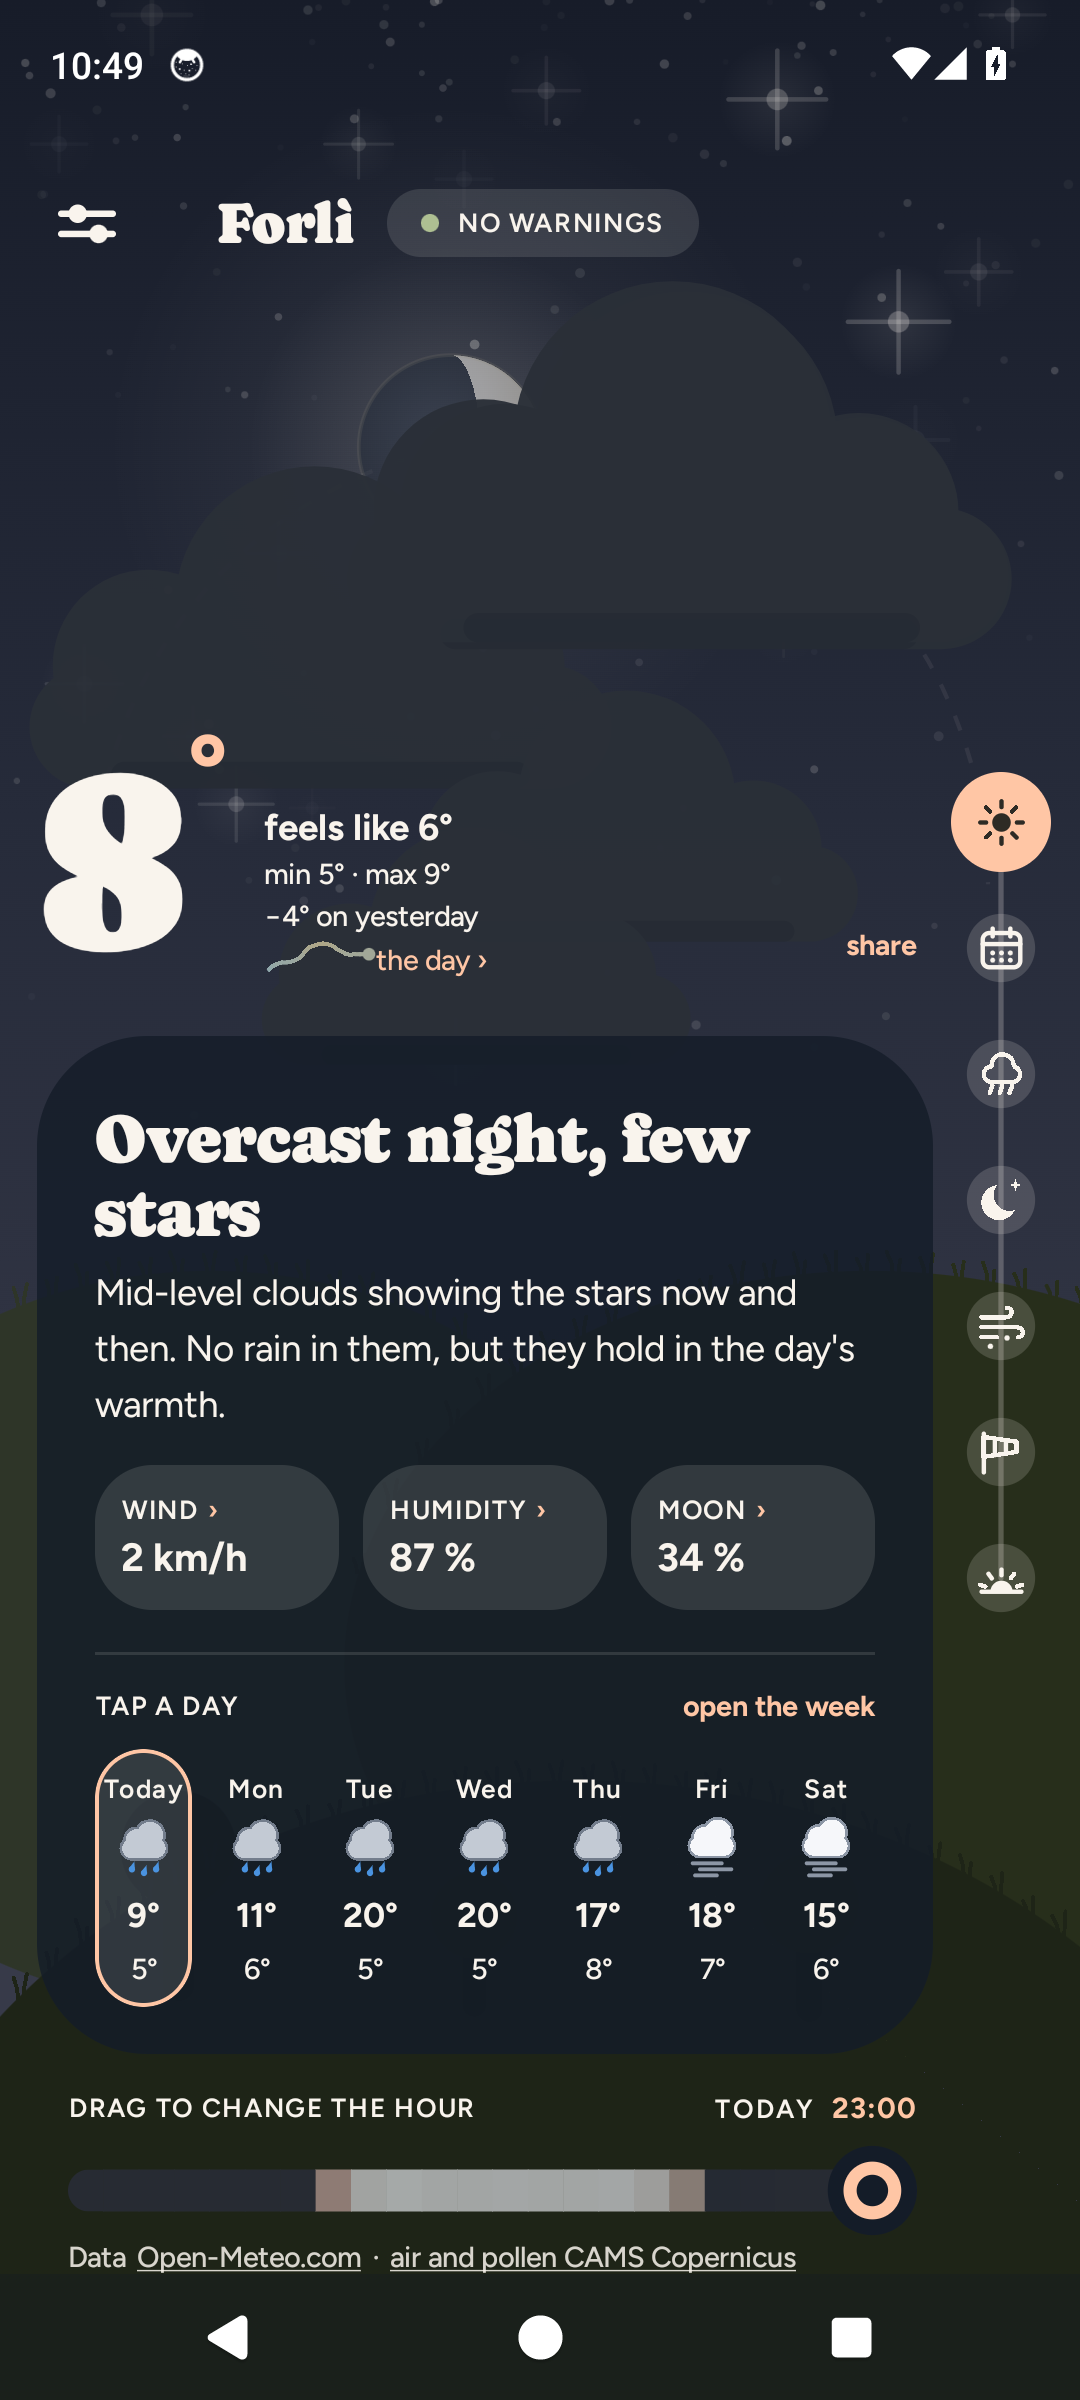 10:49
Forlì
NO WARNINGS
8°
feels like 6°
min 5° · max 9°
−4° on yesterday
the day ›
share
Overcast night, few
stars
Mid-level clouds showing the stars now and
then. No rain in them, but they hold in the day's
warmth.
WIND › HUMIDITY › MOON ›
2 km/h 87 % 34 %
TAP A DAY open the week
Today Mon Tue Wed Thu Fri Sat
9° 11° 20° 20° 17° 18° 15°
5° 6° 5° 5° 8° 7° 6°
DRAG TO CHANGE THE HOUR TODAY 23:00
Data Open-Meteo.com · air and pollen CAMS Copernicus